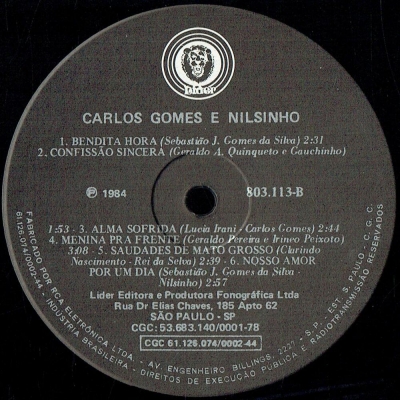 Líder
CARLOS GOMES E NILSINHO
1. BENDITA HORA (Sebastião J. Gomes da Silva) 2:31
2. CONFISSÃO SINCERA (Geraldo A. Quinqueto e Gauchinho)
℗ 1984
803.113-B
1:53 - 3. ALMA SOFRIDA (Lucia Irani - Carlos Gomes) 2:44
4. MENINA PRA FRENTE (Geraldo Pereira e Irineo Peixoto)
3:08 - 5. SAUDADES DE MATO GROSSO (Clarindo
Nascimento - Rei da Selva) 2:39 - 6. NOSSO AMOR
POR UM DIA (Sebastião J. Gomes da Silva -
Nilsinho) 2:57
Lider Editora e Produtora Fonográfica Ltda
Rua Dr Elias Chaves, 185 Apto 62
SÃO PAULO - SP
CGC: 53.683.140/0001-78
CGC 61.126.074/0002-44
FABRICADO POR RCA ELETRÔNICA LTDA. - AV. ENGENHEIRO BILLINGS, 2227 - S.P. - EST. S. PAULO - C.G.C.
61.126.074/0002-44 - INDÚSTRIA BRASILEIRA - DIREITOS DE EXECUÇÃO PÚBLICA E RADIOTRANSMISSÃO RESERVADOS